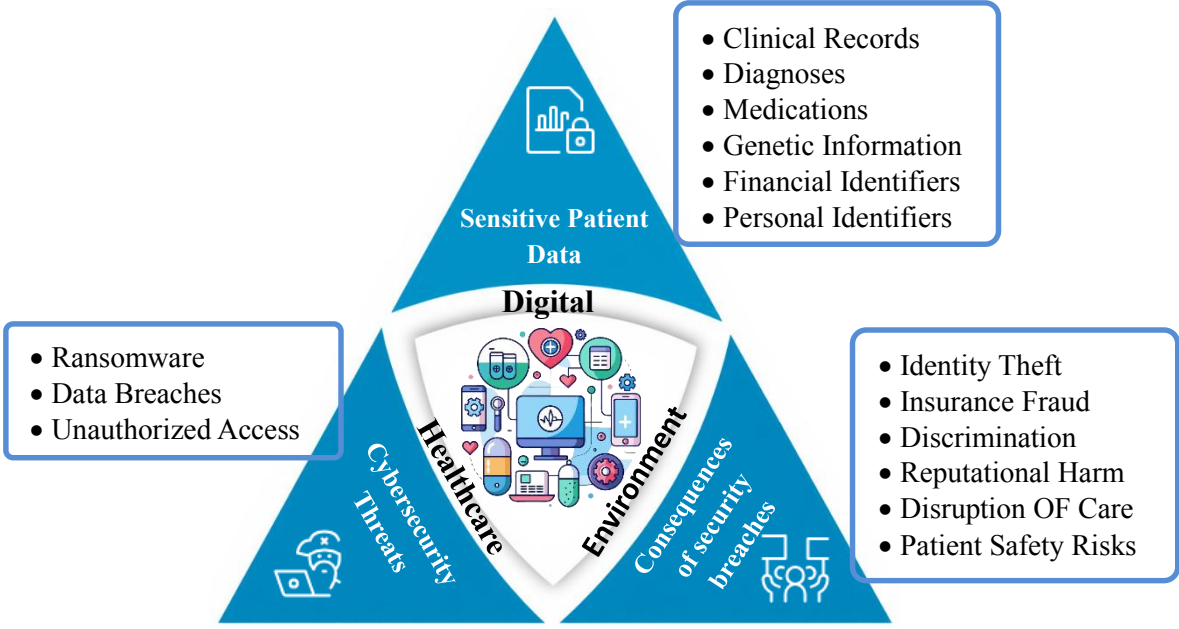 • Clinical Records
• Diagnoses
• Medications
• Genetic Information
• Financial Identifiers
• Personal Identifiers
Sensitive Patient
Data
Digital
Healthcare
Environment
• Ransomware
• Data Breaches
• Unauthorized Access
Cybersecurity
Threats
Consequences
of security
breaches
• Identity Theft
• Insurance Fraud
• Discrimination
• Reputational Harm
• Disruption OF Care
• Patient Safety Risks